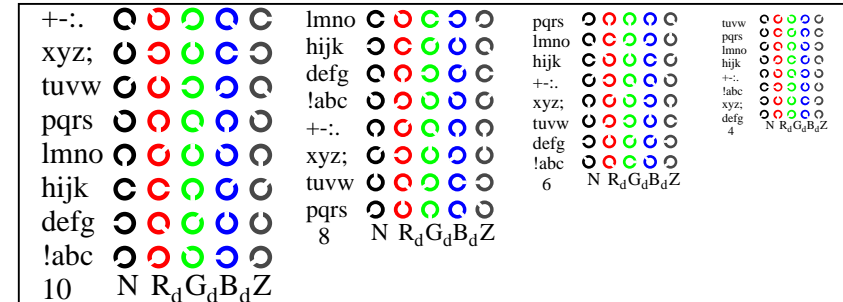 +-:.
xyz;
tuvw
pqrs
lmno
hijk
defg
!abc
10 N RdGdBdZ
lmno
hijk
defg
!abc
+-:.
xyz;
tuvw
pqrs
8 N RdGdBdZ
pqrs
lmno
hijk
+-:.
xyz;
tuvw
defg
!abc
6 N RdGdBdZ
tuvw
pqrs
lmno
hijk
+-:.
!abc
xyz;
defg
4 N RdGdBdZ